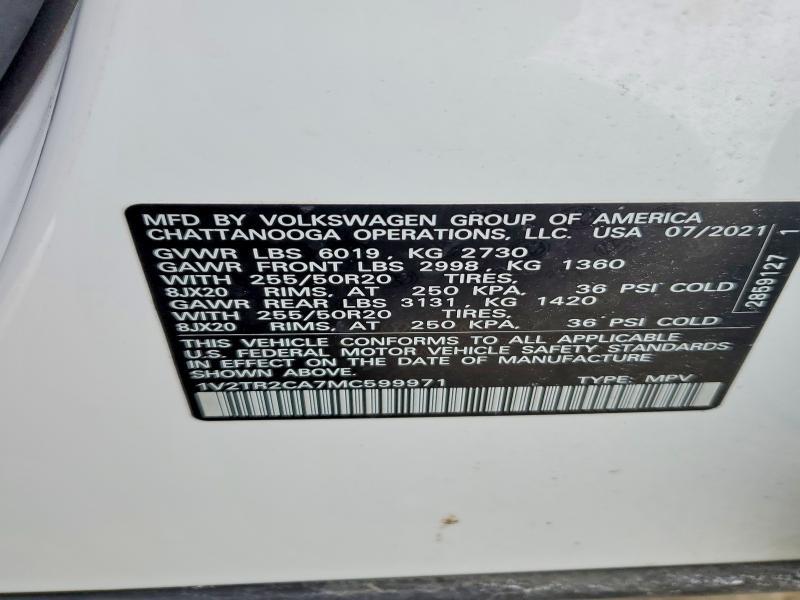 MFD BY VOLKSWAGEN GROUP OF AMERICA
CHATTANOOGA OPERATIONS, LLC. USA 07/2021
GVWR LBS 6019, KG 2730
GAWR FRONT LBS 2998, KG 1360
WITH 255/50R20 TIRES,
8JX20 RIMS, AT 250 KPA, 36 PSI COLD
GAWR REAR LBS 3131, KG 1420
WITH 255/50R20 TIRES,
8JX20 RIMS, AT 250 KPA, 36 PSI COLD
THIS VEHICLE CONFORMS TO ALL APPLICABLE
U.S. FEDERAL MOTOR VEHICLE SAFETY STANDARDS
IN EFFECT ON THE DATE OF MANUFACTURE
SHOWN ABOVE.
1V2TR2CA7MC599971 TYPE: MPV
2859127 1